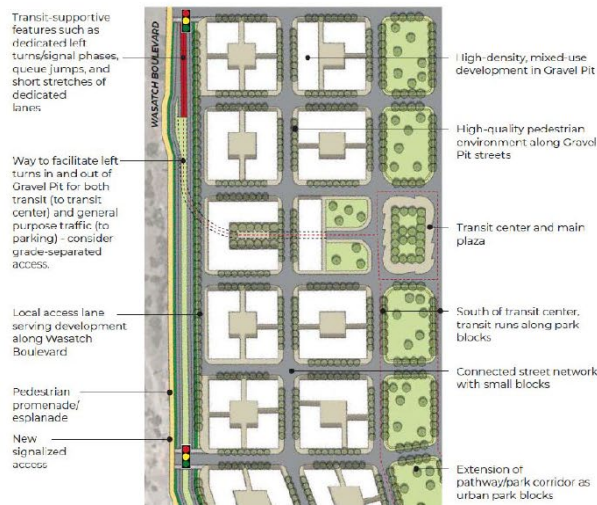 Transit-supportive
features such as
dedicated left
turns/signal phases,
queue jumps, and
short stretches of
dedicated
lanes
WASATCH BOULEVARD
Way to facilitate left
turns in and out of
Gravel Pit for both
transit (to transit
center) and general
purpose traffic (to
parking) - consider
grade-separated
access.
Local access lane
serving development
along Wasatch
Boulevard
Pedestrian
promenade/
esplanade
New
signalized
access
High-density, mixed-use
development in Gravel Pit
High-quality pedestrian
environment along Gravel
Pit streets
Transit center and main
plaza
South of transit center,
transit runs along park
blocks
Connected street network
with small blocks
Extension of
pathway/park corridor as
urban park blocks